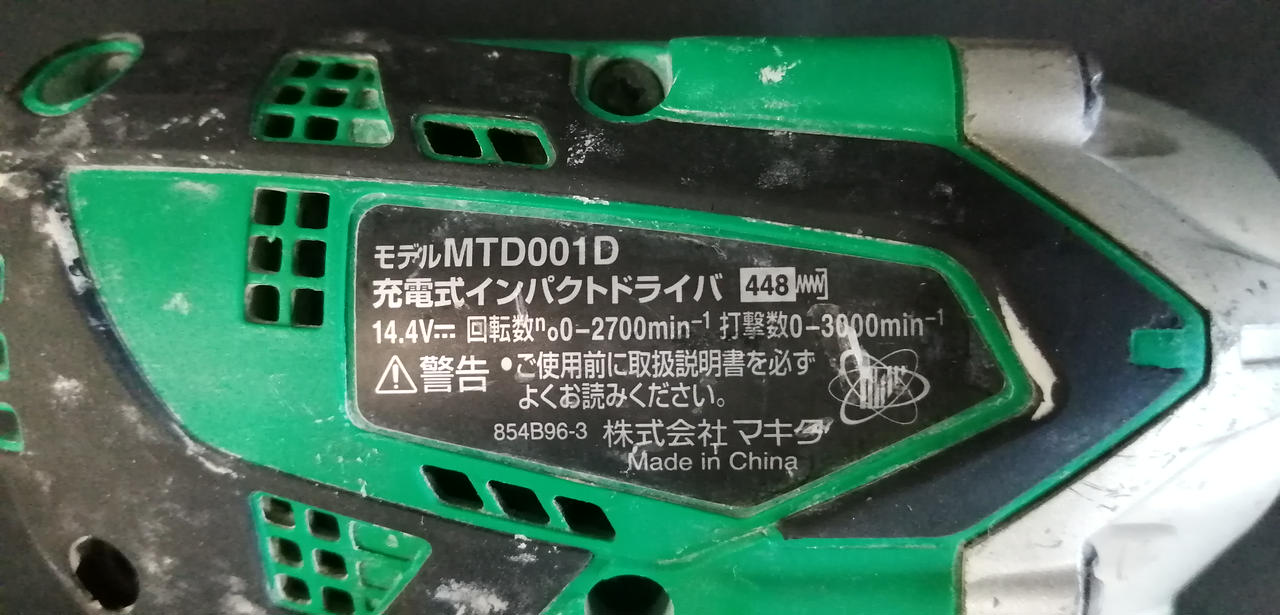 モデルMTD001D
充電式インパクトドライバ 448
14.4V⎓ 回転数n₀0-2700min⁻¹ 打撃数0-3000min⁻¹
⚠警告 •ご使用前に取扱説明書を必ず
よくお読みください。
854B96-3 株式会社 マキタ
Made in China